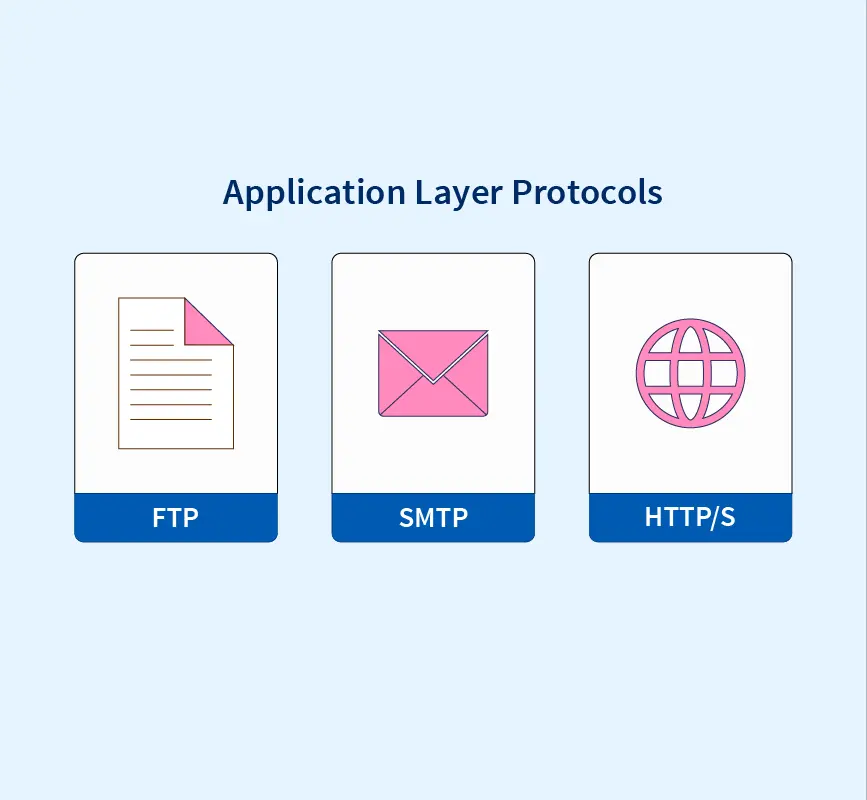 Application Layer Protocols
FTP
SMTP
HTTP/S